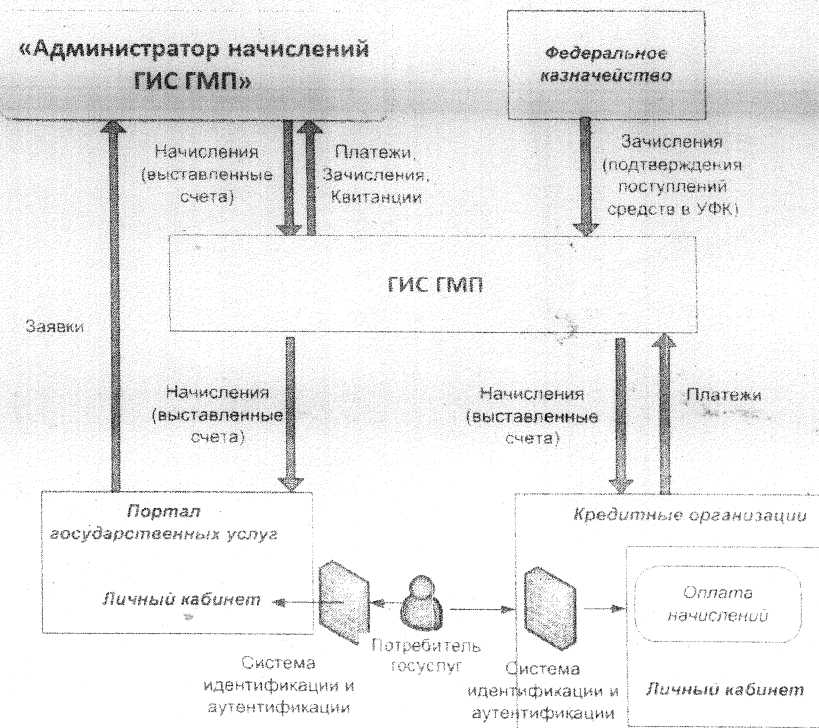 «Администратор начислений
ГИС ГМП»
Федеральное
казначейство
Начисления
(выставленные
счета)
Платежи,
Зачисления,
Квитанции
Зачисления
(подтверждения
поступлений
средств в УФК)
ГИС ГМП
Заявки
Начисления
(выставленные
счета)
Начисления
(выставленные
счета)
Платежи
Портал
государственных услуг
Личный кабинет
Кредитные организации
Оплата
начислений
Личный кабинет
Потребитель
госуслуг
Система
идентификации и
аутентификации
Система
идентификации и
аутентификации